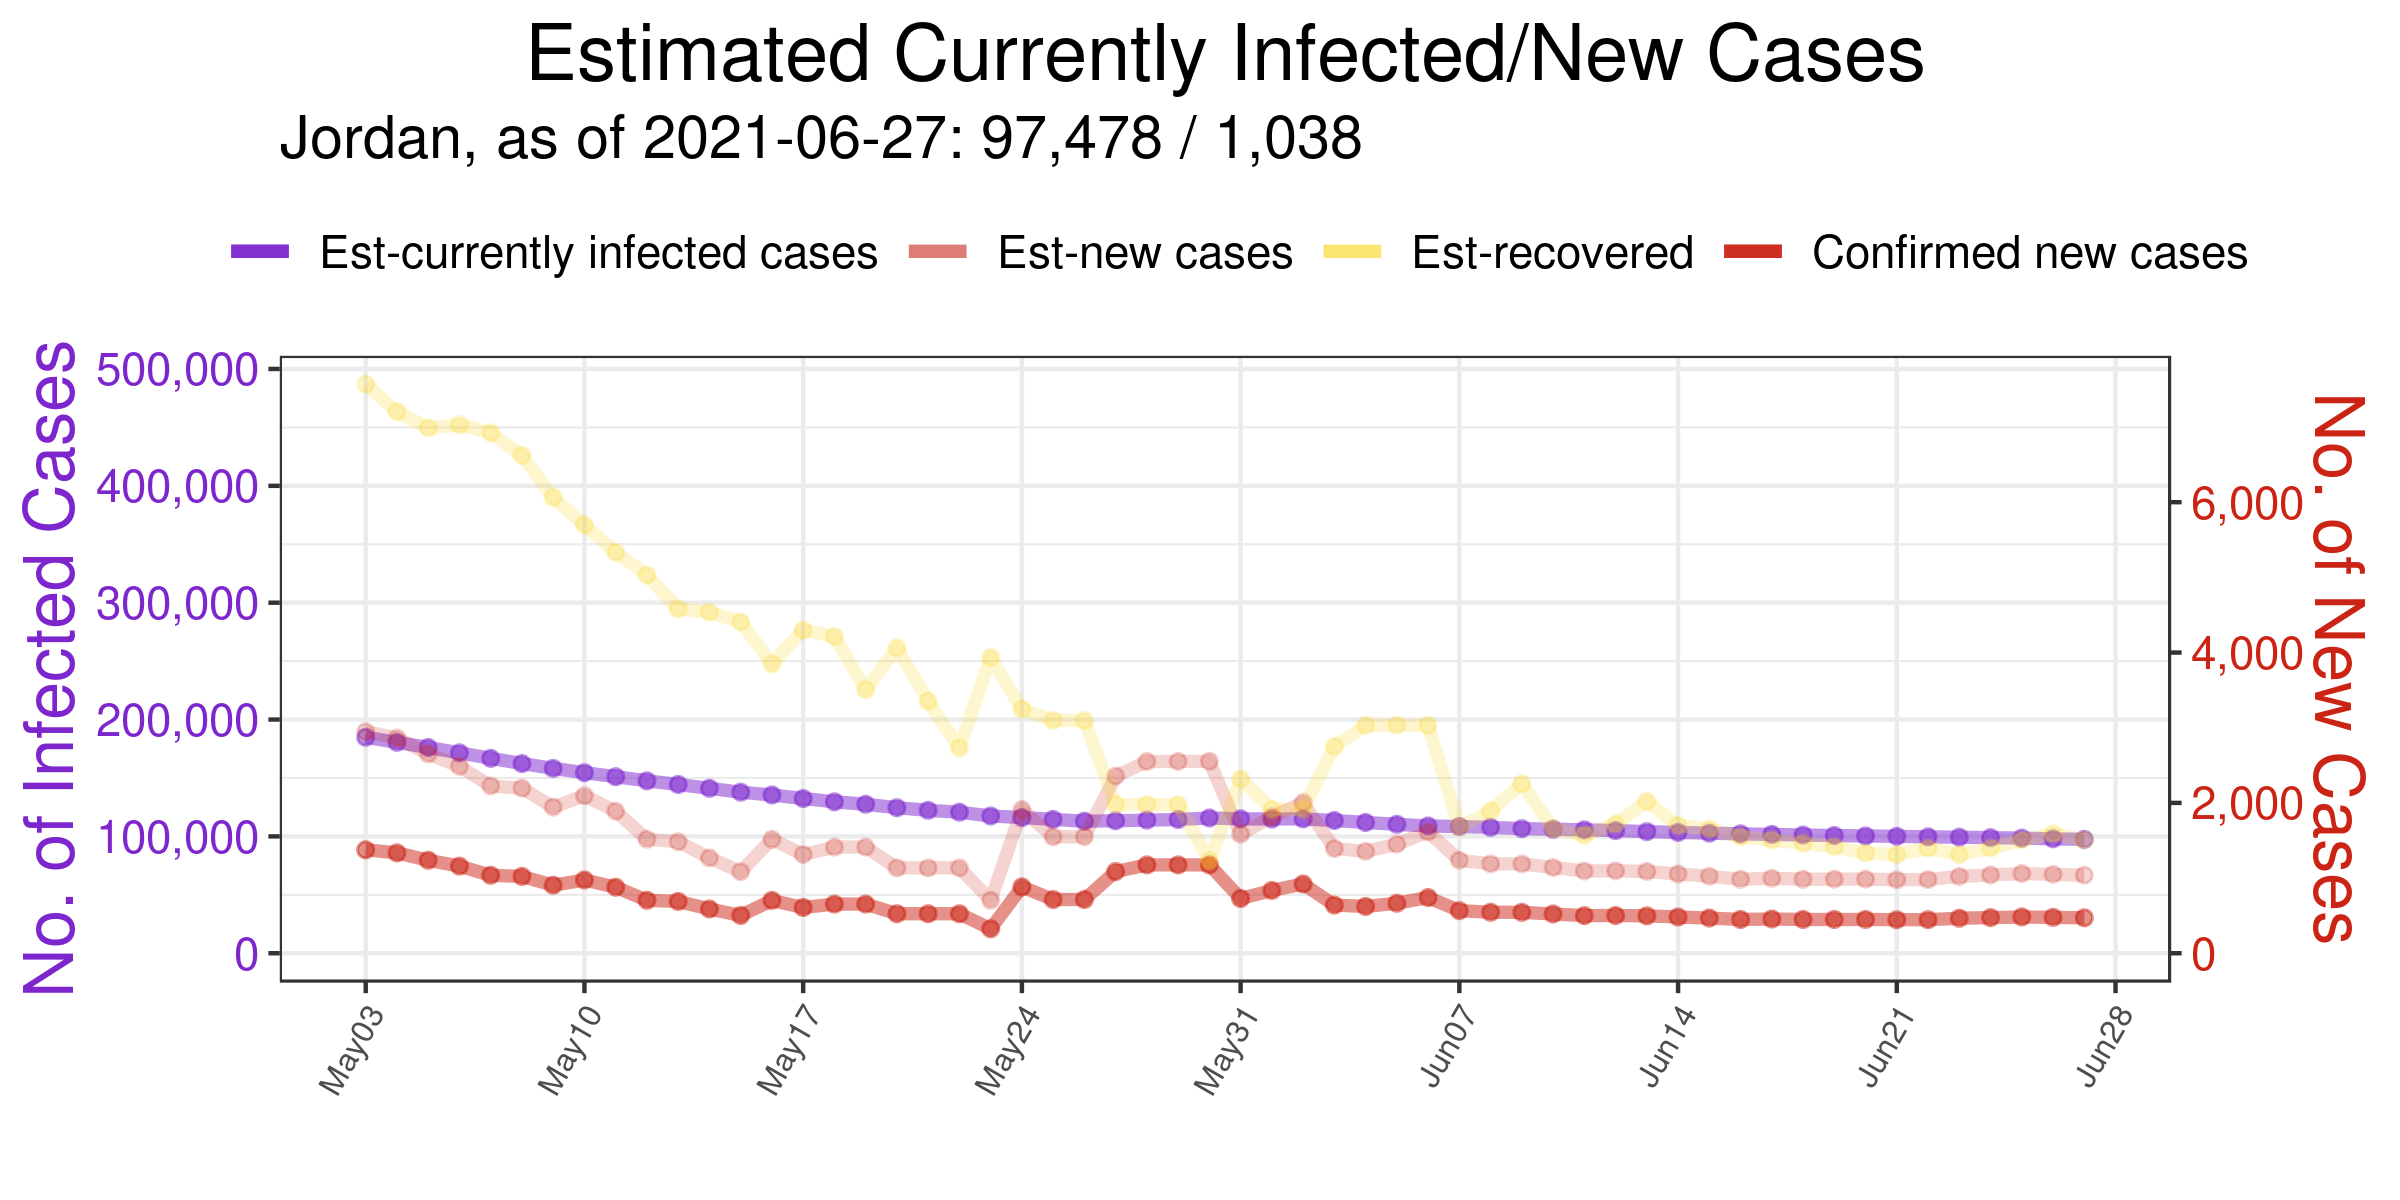 Estimated Currently Infected/New Cases
Jordan, as of 2021-06-27: 97,478 / 1,038
Est-currently infected cases
Est-new cases
Est-recovered
Confirmed new cases
No. of Infected Cases
500,000
400,000
300,000
200,000
100,000
0
6,000
4,000
2,000
0
No. of New Cases
May03
May10
May17
May24
May31
Jun07
Jun14
Jun21
Jun28